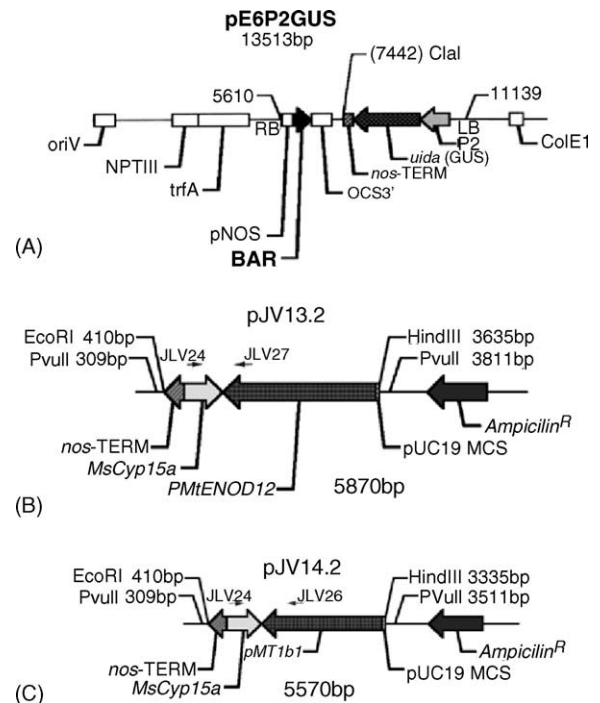 pE6P2GUS
13513bp
(7442) ClaI
5610
11139
RB
LB
oriV
P2
ColE1
NPTIII
uida (GUS)
nos-TERM
trfA
OCS3'
pNOS
(A)
BAR
pJV13.2
EcoRI 410bp
HindIII 3635bp
PvuII 309bp
JLV24
JLV27
PvuII 3811bp
nos-TERM
AmpicilinR
MsCyp15a
pUC19 MCS
PMtENOD12
5870bp
(B)
pJV14.2
EcoRI 410bp
HindIII 3335bp
PvuII 309bp
JLV24
JLV26
PVuII 3511bp
pMT1b1
AmpicilinR
nos-TERM
pUC19 MCS
MsCyp15a
5570bp
(C)